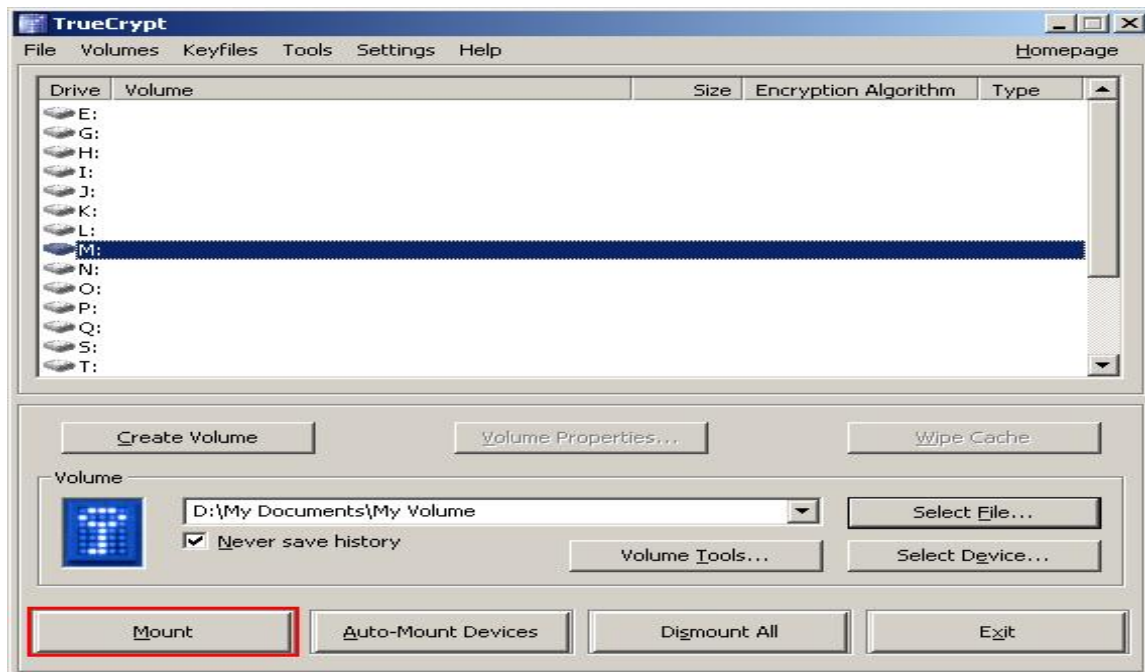 TrueCrypt
File Volumes Keyfiles Tools Settings Help Homepage
Drive Volume Size Encryption Algorithm Type
E:
G:
H:
I:
J:
K:
L:
M:
N:
O:
P:
Q:
S:
T:
Create Volume Volume Properties... Wipe Cache
Volume
D:\My Documents\My Volume Select File...
Never save history
Volume Tools... Select Device...
Mount Auto-Mount Devices Dismount All Exit